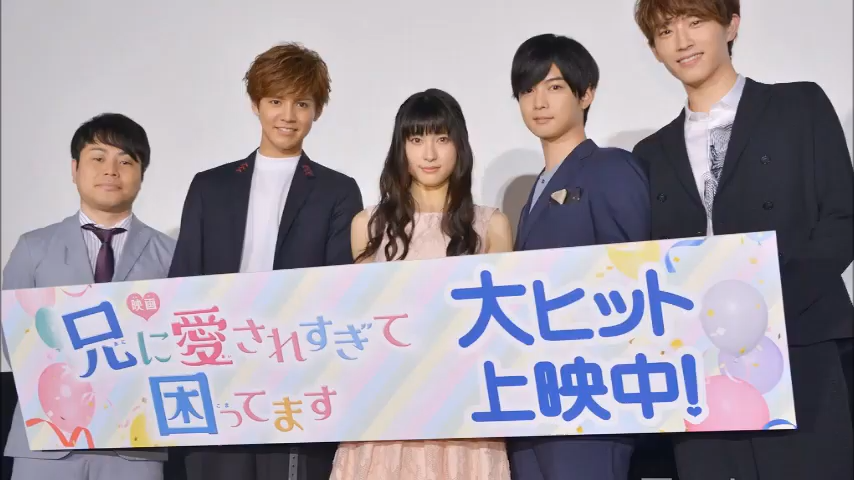 映画
兄に愛されすぎて
困ってます
大ヒット
上映中!